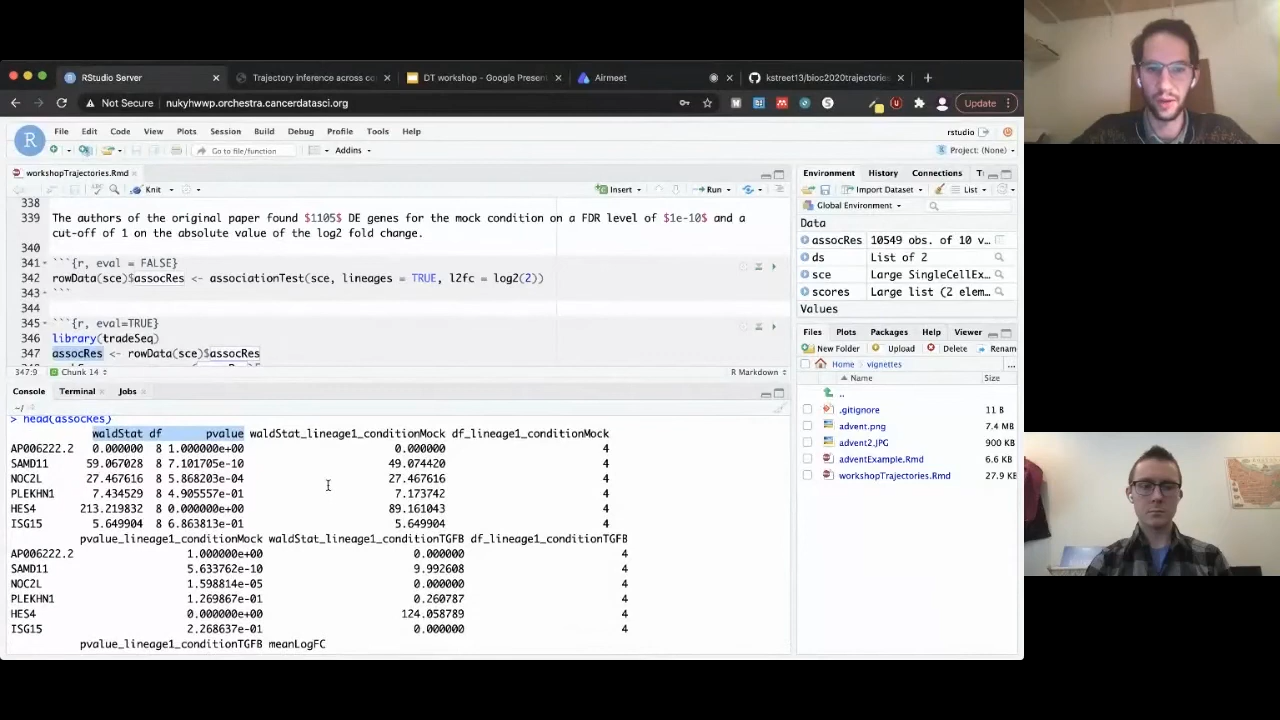 RStudio Server
Trajectory inference across co
DT workshop - Google Present
Airmeet
kstreet13/bioc2020trajectories
Not Secure
nukyhwwp.orchestra.cancerdatasci.org
Update
File Edit Code View Plots Session Build Debug Profile Tools Help
rstudio
Go to file/function
Addins
Project: (None)
workshopTrajectories.Rmd
Knit
Insert
Run
338
339 The authors of the original paper found $1105$ DE genes for the mock condition on a FDR level of $1e-10$ and a
cut-off of 1 on the absolute value of the log2 fold change.
340
341 ```{r, eval = FALSE}
342 rowData(sce)$assocRes <- associationTest(sce, lineages = TRUE, l2fc = log2(2))
343 ```
344
345 ```{r, eval=TRUE}
346 library(tradeSeq)
347 assocRes <- rowData(sce)$assocRes
347:9
Chunk 14
R Markdown
Console Terminal Jobs
~/
> head(assocRes)
waldStat df pvalue waldStat_lineage1_conditionMock df_lineage1_conditionMock
AP006222.2 0.000000 8 1.000000e+00 0.000000 4
SAMD11 59.067028 8 7.101705e-10 49.074420 4
NOC2L 27.467616 8 5.868203e-04 27.467616 4
PLEKHN1 7.434529 8 4.905557e-01 7.173742 4
HES4 213.219832 8 0.000000e+00 89.161043 4
ISG15 5.649904 8 6.863813e-01 5.649904 4
pvalue_lineage1_conditionMock waldStat_lineage1_conditionTGFB df_lineage1_conditionTGFB
AP006222.2 1.000000e+00 0.000000 4
SAMD11 5.633762e-10 9.992608 4
NOC2L 1.598814e-05 0.000000 4
PLEKHN1 1.269867e-01 0.260787 4
HES4 0.000000e+00 124.058789 4
ISG15 2.268637e-01 0.000000 4
pvalue_lineage1_conditionTGFB meanLogFC
Environment History Connections
Import Dataset
List
Global Environment
Data
assocRes 10549 obs. of 10 v…
ds List of 2
sce Large SingleCellEx…
scores Large list (2 elem…
Values
Files Plots Packages Help Viewer
New Folder Upload Delete Renam
Home vignettes
Name Size
..
.gitignore 11 B
advent.png 7.4 MB
advent2.JPG 900 KB
adventExample.Rmd 6.6 KB
workshopTrajectories.Rmd 27.9 K